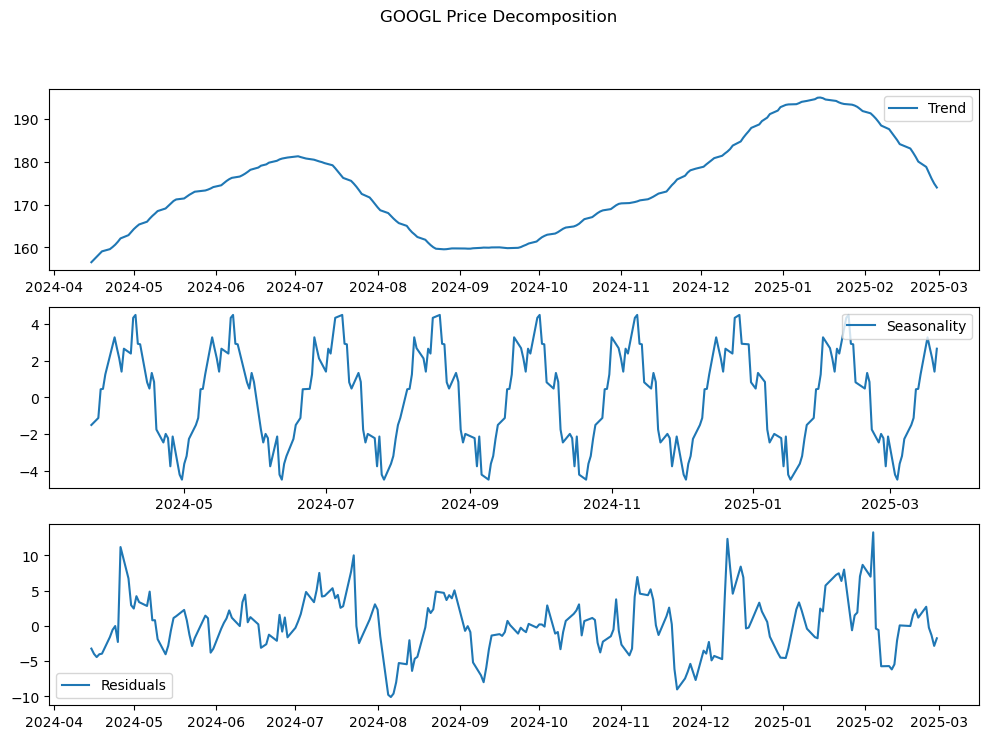 GOOGL Price Decomposition
Trend
190
180
170
160
2024-04 2024-05 2024-06 2024-07 2024-08 2024-09 2024-10 2024-11 2024-12 2025-01 2025-02 2025-03
Seasonality
4
2
0
−2
−4
2024-05 2024-07 2024-09 2024-11 2025-01 2025-03
10
5
0
−5
−10
Residuals
2024-04 2024-05 2024-06 2024-07 2024-08 2024-09 2024-10 2024-11 2024-12 2025-01 2025-02 2025-03